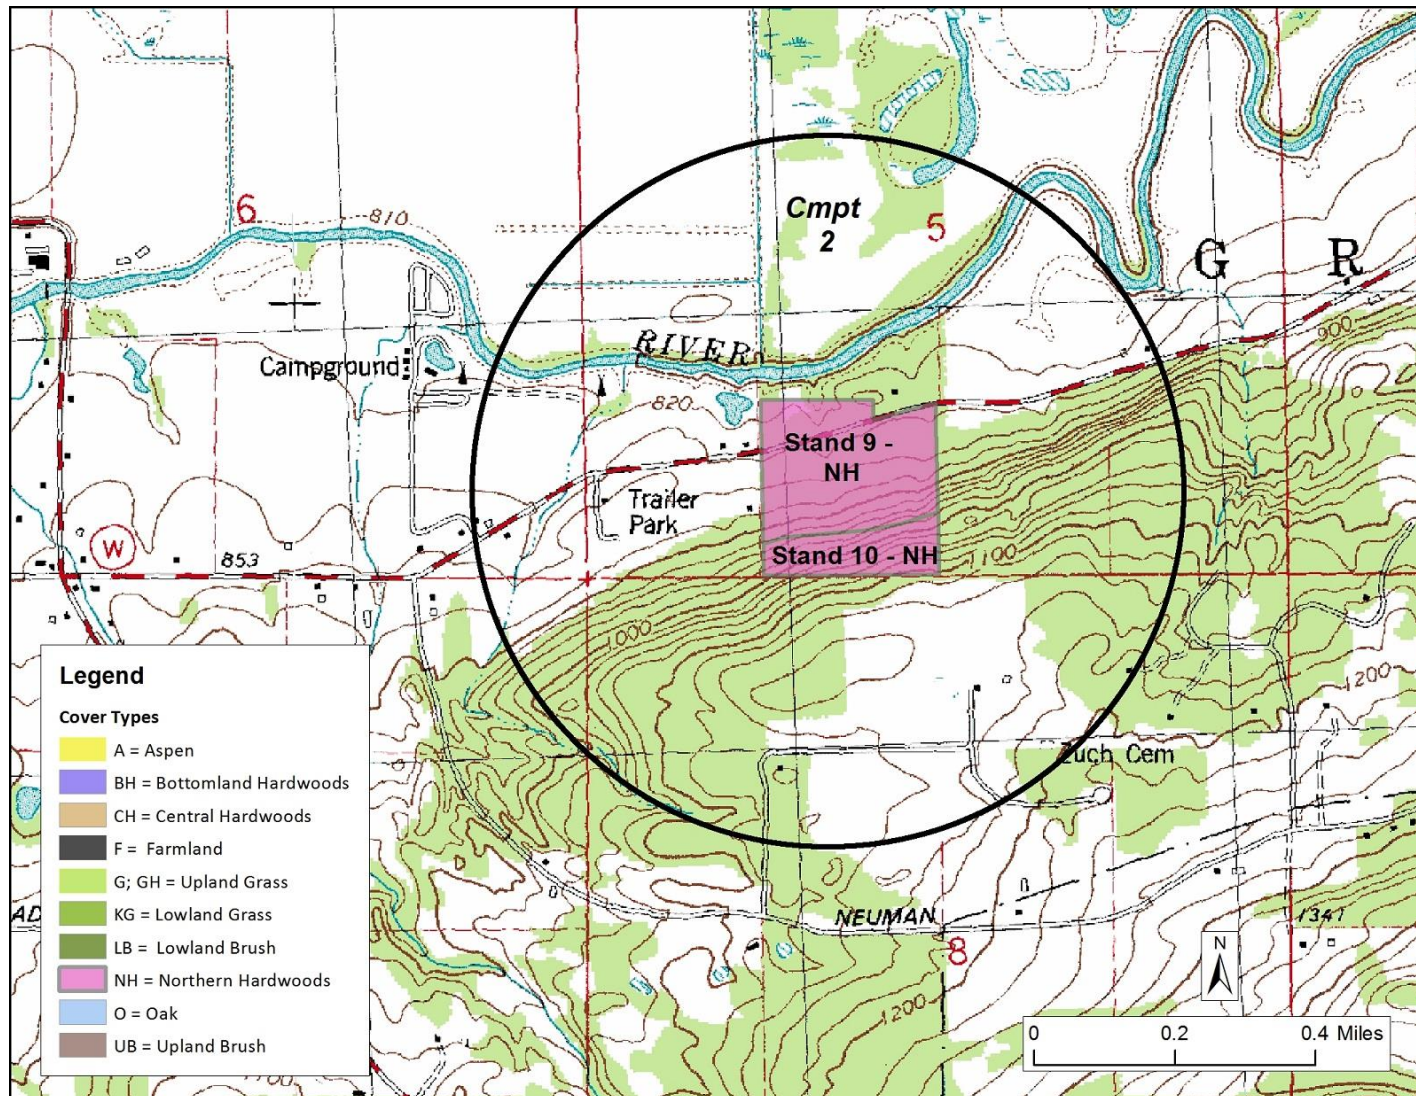 6
810
Cmpt
2
5
G R
RIVER
900
Campground
820
Stand 9 -
NH
Trailer
Park
W
853
Stand 10 - NH
1100
1000
1200
Zuch Cem
NEUMAN
1341
8
1200
Legend
Cover Types
A = Aspen
BH = Bottomland Hardwoods
CH = Central Hardwoods
F = Farmland
G; GH = Upland Grass
KG = Lowland Grass
LB = Lowland Brush
NH = Northern Hardwoods
O = Oak
UB = Upland Brush
N
0 0.2 0.4 Miles